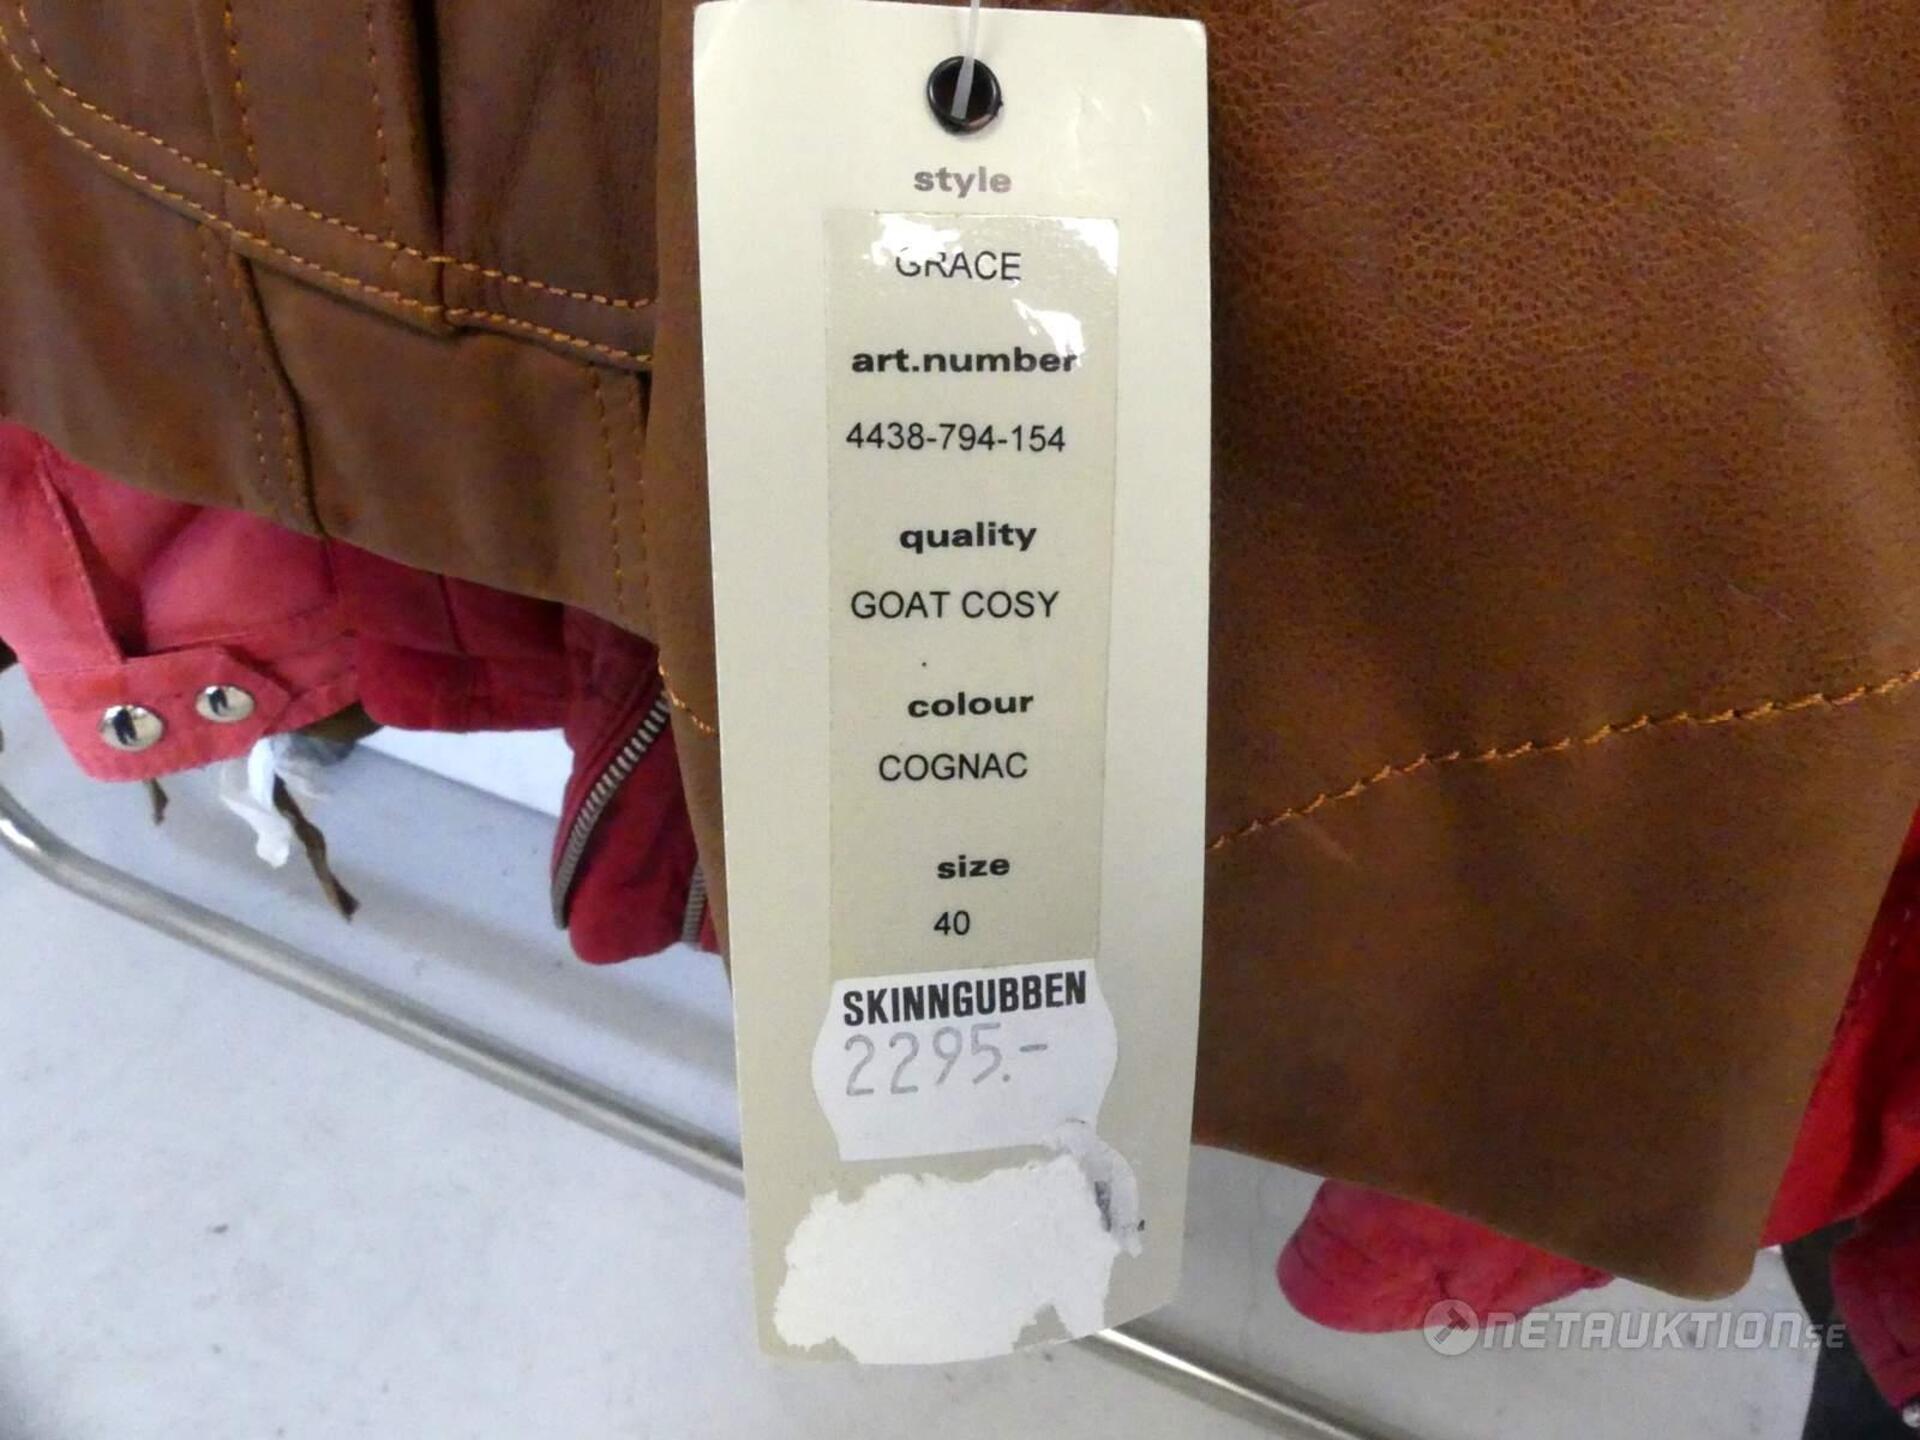 style
GRACE
art.number
4438-794-154
quality
GOAT COSY
colour
COGNAC
size
40
SKINNGUBBEN
2295.-
NETAUKTION.SE